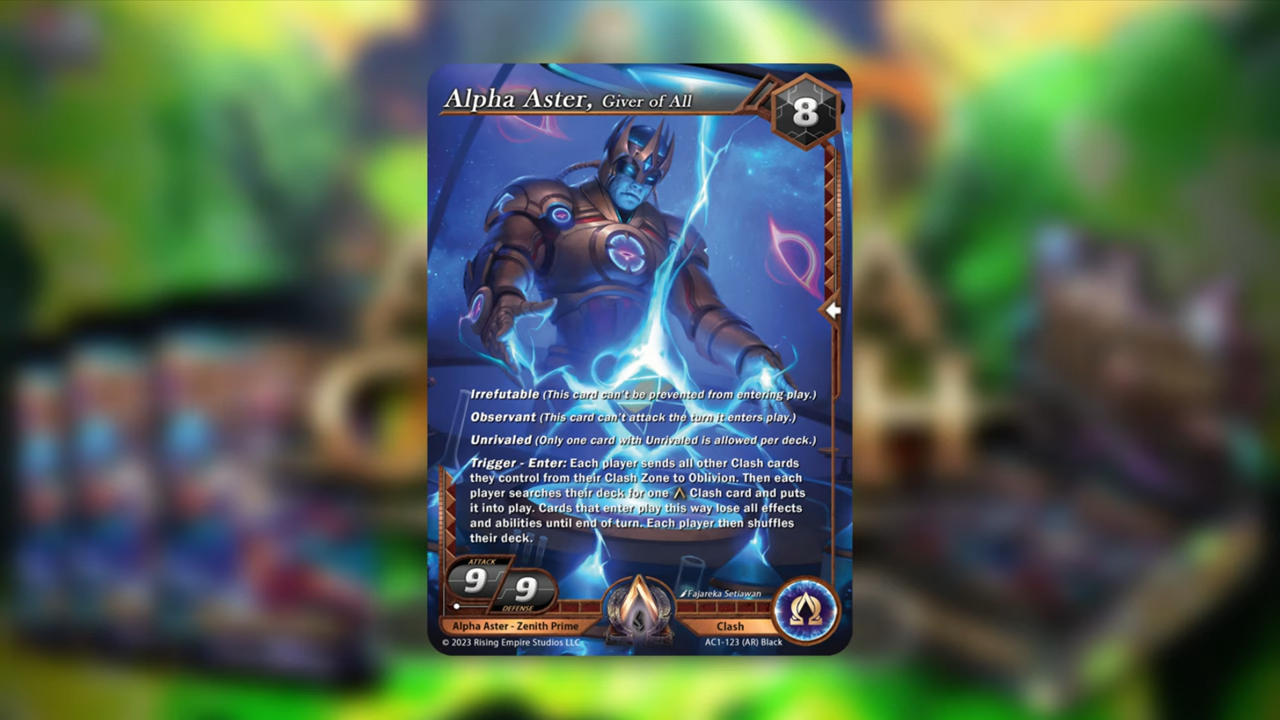 Alpha Aster, Giver of All
8
Irrefutable (This card can't be prevented from entering play.)
Observant (This card can't attack the turn it enters play.)
Unrivaled (Only one card with Unrivaled is allowed per deck.)
Trigger - Enter: Each player sends all other Clash cards
they control from their Clash Zone to Oblivion. Then each
player searches their deck for one Clash card and puts
it into play. Cards that enter play this way lose all effects
and abilities until end of turn. Each player then shuffles
their deck.
ATTACK
9
9
DEFENSE
Fajareka Setiawan
Alpha Aster - Zenith Prime
Clash
© 2023 Rising Empire Studios LLC
AC1-123 (AR) Black